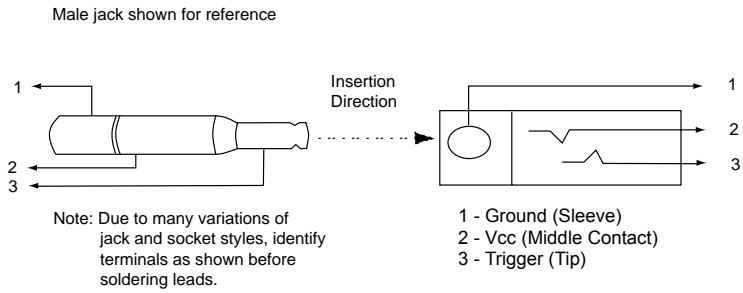 Male jack shown for reference
1
2
3
Insertion
Direction
1
2
3
Note: Due to many variations of
jack and socket styles, identify
terminals as shown before
soldering leads.
1 - Ground (Sleeve)
2 - Vcc (Middle Contact)
3 - Trigger (Tip)